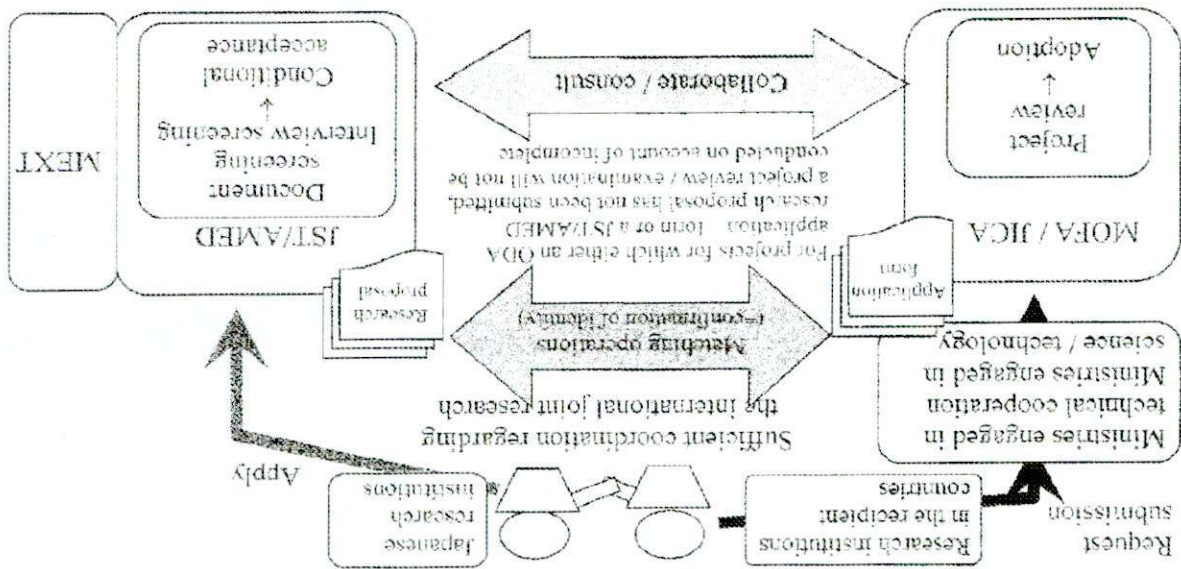 Request
submission
Research institutions
in the recipient
countries
Japanese
research
institutions
Apply
Ministries engaged in
technical cooperation
Ministries engaged in
science / technology
Sufficient coordination regarding
the international joint research
Application
form
Matching operations
(=confirmation of identity)
Research
proposal
MOFA / JICA
Project
review
↓
Adoption
For projects for which either an ODA
application form or a JST/AMED
research proposal has not been submitted,
a project review / examination will not be
conducted on account of incomplete
Collaborate / consult
JST/AMED
Document
screening
Interview screening
↓
Conditional
acceptance
MEXT